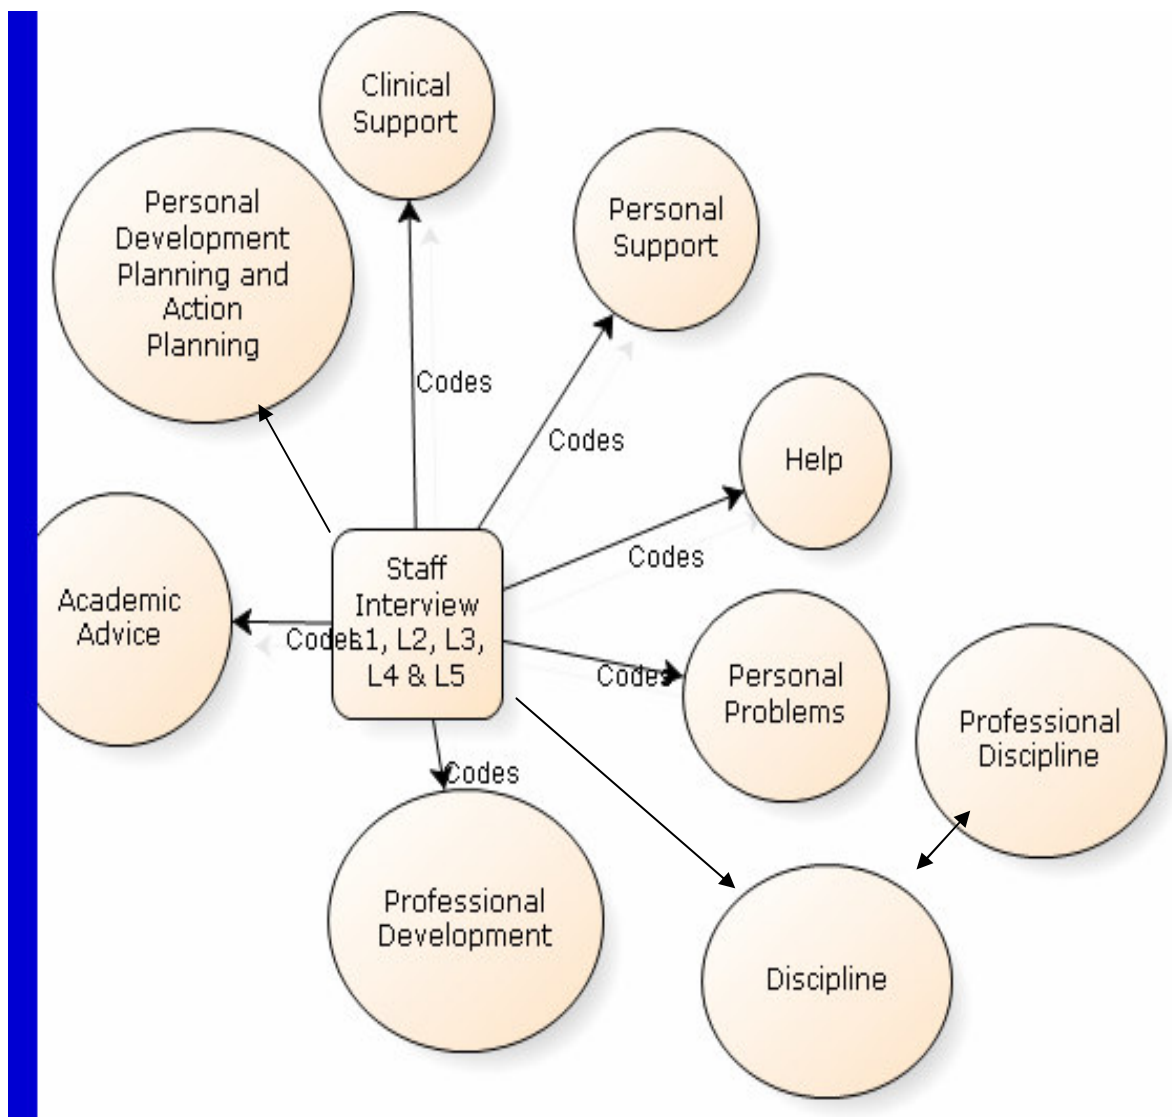 Clinical
Support
Personal
Development
Planning and
Action
Planning
Personal
Support
Codes
Codes
Help
Codes
Academic
Advice
Codes
Staff
Interview
L1, L2, L3,
L4 & L5
Codes
Personal
Problems
Professional
Discipline
Codes
Professional
Development
Discipline